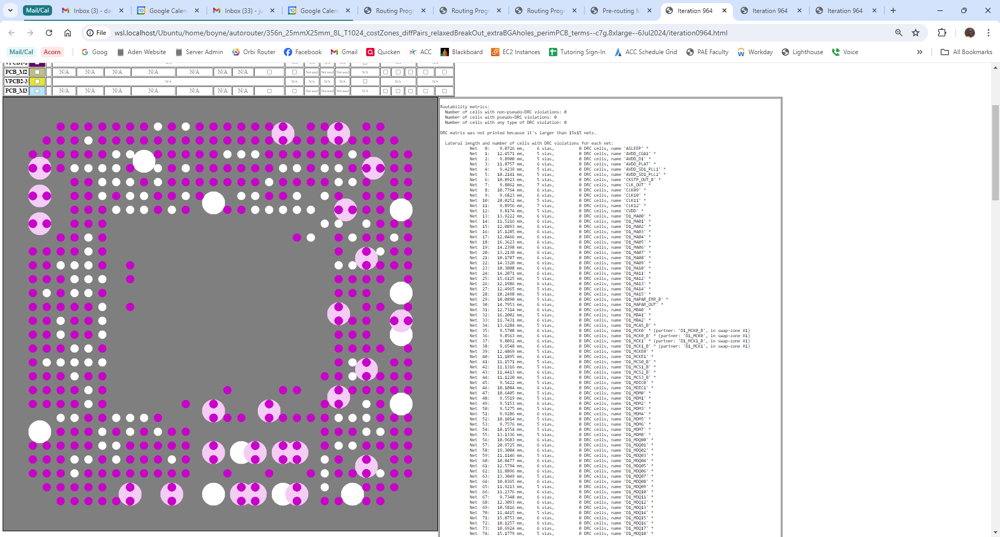 Mail/Cal
Inbox (3) - da
Google Calen
Inbox (33) - ju
Google Calen
Routing Prog
Routing Prog
Routing Prog
Pre-routing M
Iteration 964
Iteration 964
Iteration 964
File
wsl.localhost/Ubuntu/home/boyne/autorouter/356n_25mmX25mm_8L_T1024_costZones_diffPairs_relaxedBreakOut_extraBGAholes_perimPCB_terms--c7g.8xlarge--6Jul2024/iteration0964.html
Mail/Cal Acorn Goog Aden Website Server Admin Orbi Router Facebook Gmail Quicken ACC Blackboard EC2 Instances Tutoring Sign-In ACC Schedule Grid PAE Faculty Workday Lighthouse Voice All Bookmarks
PCB_M2 N/A N/A N/A N/A N/A N/A N/A Not used Not used Not used N/A
VPCB2-3 N/A N/A N/A N/A N/A N/A N/A
PCB_M3 N/A N/A N/A N/A N/A N/A N/A Not used Not used Not used N/A
Routability metrics:
Number of cells with non-pseudo-DRC violations: 0
Number of cells with pseudo-DRC violations: 0
Number of cells with any type of DRC violation: 0
DRC matrix was not printed because it's larger than 15x15 nets.
Lateral length and number of cells with DRC violations for each net:
Net 0: 9.0726 mm, 6 vias, 0 DRC cells, name 'ASLEEP' *
Net 1: 12.4571 mm, 5 vias, 0 DRC cells, name 'AVDD_CGA1' *
Net 2: 9.8900 mm, 5 vias, 0 DRC cells, name 'AVDD_D1' *
Net 3: 11.8757 mm, 6 vias, 0 DRC cells, name 'AVDD_PLAT' *
Net 4: 9.4239 mm, 5 vias, 0 DRC cells, name 'AVDD_SD1_PLL1' *
Net 5: 10.2141 mm, 5 vias, 0 DRC cells, name 'AVDD_SD1_PLL2' *
Net 6: 10.8923 mm, 5 vias, 0 DRC cells, name 'CKSTP_OUT_B' *
Net 7: 9.8862 mm, 7 vias, 0 DRC cells, name 'CLK_OUT' *
Net 8: 10.7764 mm, 6 vias, 0 DRC cells, name 'CLK09' *
Net 9: 9.6823 mm, 6 vias, 0 DRC cells, name 'CLK10' *
Net 10: 20.0252 mm, 5 vias, 0 DRC cells, name 'CLK11' *
Net 11: 9.8956 mm, 7 vias, 0 DRC cells, name 'CLK12' *
Net 12: 9.8174 mm, 5 vias, 0 DRC cells, name 'CVDD' *
Net 13: 13.9222 mm, 6 vias, 0 DRC cells, name 'D1_MA00' *
Net 14: 11.5216 mm, 6 vias, 0 DRC cells, name 'D1_MA01' *
Net 15: 12.0893 mm, 6 vias, 0 DRC cells, name 'D1_MA02' *
Net 16: 15.1285 mm, 5 vias, 0 DRC cells, name 'D1_MA03' *
Net 17: 12.0466 mm, 5 vias, 0 DRC cells, name 'D1_MA04' *
Net 18: 16.3623 mm, 5 vias, 0 DRC cells, name 'D1_MA05' *
Net 19: 14.2398 mm, 5 vias, 0 DRC cells, name 'D1_MA06' *
Net 20: 13.2130 mm, 5 vias, 0 DRC cells, name 'D1_MA07' *
Net 21: 10.1787 mm, 5 vias, 0 DRC cells, name 'D1_MA08' *
Net 22: 14.3320 mm, 5 vias, 0 DRC cells, name 'D1_MA09' *
Net 23: 10.3008 mm, 5 vias, 0 DRC cells, name 'D1_MA10' *
Net 24: 14.2071 mm, 5 vias, 0 DRC cells, name 'D1_MA11' *
Net 25: 15.6125 mm, 5 vias, 0 DRC cells, name 'D1_MA12' *
Net 26: 12.1986 mm, 6 vias, 0 DRC cells, name 'D1_MA13' *
Net 27: 12.4965 mm, 5 vias, 0 DRC cells, name 'D1_MA14' *
Net 28: 10.2498 mm, 5 vias, 0 DRC cells, name 'D1_MA15' *
Net 29: 10.0890 mm, 5 vias, 0 DRC cells, name 'D1_MAPAR_ERR_B' *
Net 30: 14.7953 mm, 6 vias, 0 DRC cells, name 'D1_MAPAR_OUT' *
Net 31: 12.7314 mm, 6 vias, 0 DRC cells, name 'D1_MBA0' *
Net 32: 16.2002 mm, 5 vias, 0 DRC cells, name 'D1_MBA1' *
Net 33: 11.7431 mm, 6 vias, 0 DRC cells, name 'D1_MBA2' *
Net 34: 13.6284 mm, 5 vias, 0 DRC cells, name 'D1_MCAS_B' *
Net 35: 9.5708 mm, 6 vias, 0 DRC cells, name 'D1_MCK0' * (partner: 'D1_MCK0_B', in swap-zone #1)
Net 36: 9.8563 mm, 6 vias, 0 DRC cells, name 'D1_MCK0_B' * (partner: 'D1_MCK0', in swap-zone #1)
Net 37: 9.8092 mm, 6 vias, 0 DRC cells, name 'D1_MCK1' * (partner: 'D1_MCK1_B', in swap-zone #1)
Net 38: 9.6548 mm, 6 vias, 0 DRC cells, name 'D1_MCK1_B' * (partner: 'D1_MCK1', in swap-zone #1)
Net 39: 12.4869 mm, 5 vias, 0 DRC cells, name 'D1_MCKE0' *
Net 40: 11.1895 mm, 5 vias, 0 DRC cells, name 'D1_MCKE1' *
Net 41: 11.1571 mm, 5 vias, 0 DRC cells, name 'D1_MCS0_B' *
Net 42: 11.1316 mm, 5 vias, 0 DRC cells, name 'D1_MCS1_B' *
Net 43: 11.4413 mm, 5 vias, 0 DRC cells, name 'D1_MCS2_B' *
Net 44: 11.1220 mm, 5 vias, 0 DRC cells, name 'D1_MCS3_B' *
Net 45: 9.5422 mm, 5 vias, 0 DRC cells, name 'D1_MDIC0' *
Net 46: 10.1084 mm, 5 vias, 0 DRC cells, name 'D1_MDIC1' *
Net 47: 10.6405 mm, 5 vias, 0 DRC cells, name 'D1_MDM0' *
Net 48: 9.5519 mm, 5 vias, 0 DRC cells, name 'D1_MDM1' *
Net 49: 9.5153 mm, 6 vias, 0 DRC cells, name 'D1_MDM2' *
Net 50: 9.5275 mm, 5 vias, 0 DRC cells, name 'D1_MDM3' *
Net 51: 9.9286 mm, 6 vias, 0 DRC cells, name 'D1_MDM4' *
Net 52: 10.1014 mm, 5 vias, 0 DRC cells, name 'D1_MDM5' *
Net 53: 9.7576 mm, 5 vias, 0 DRC cells, name 'D1_MDM6' *
Net 54: 10.1554 mm, 5 vias, 0 DRC cells, name 'D1_MDM7' *
Net 55: 13.1336 mm, 5 vias, 0 DRC cells, name 'D1_MDM8' *
Net 56: 10.9683 mm, 5 vias, 0 DRC cells, name 'D1_MDQ00' *
Net 57: 20.9725 mm, 6 vias, 0 DRC cells, name 'D1_MDQ01' *
Net 58: 19.3004 mm, 6 vias, 0 DRC cells, name 'D1_MDQ02' *
Net 59: 11.1146 mm, 5 vias, 0 DRC cells, name 'D1_MDQ03' *
Net 60: 10.8477 mm, 6 vias, 0 DRC cells, name 'D1_MDQ04' *
Net 61: 12.5794 mm, 6 vias, 0 DRC cells, name 'D1_MDQ05' *
Net 62: 11.8896 mm, 5 vias, 0 DRC cells, name 'D1_MDQ06' *
Net 63: 13.3049 mm, 5 vias, 0 DRC cells, name 'D1_MDQ07' *
Net 64: 10.8365 mm, 5 vias, 0 DRC cells, name 'D1_MDQ08' *
Net 65: 11.9213 mm, 5 vias, 0 DRC cells, name 'D1_MDQ09' *
Net 66: 11.2376 mm, 5 vias, 0 DRC cells, name 'D1_MDQ10' *
Net 67: 9.7348 mm, 6 vias, 0 DRC cells, name 'D1_MDQ11' *
Net 68: 12.3093 mm, 5 vias, 0 DRC cells, name 'D1_MDQ12' *
Net 69: 10.5816 mm, 5 vias, 0 DRC cells, name 'D1_MDQ13' *
Net 70: 11.4415 mm, 5 vias, 0 DRC cells, name 'D1_MDQ14' *
Net 71: 15.8753 mm, 6 vias, 0 DRC cells, name 'D1_MDQ15' *
Net 72: 10.1257 mm, 6 vias, 0 DRC cells, name 'D1_MDQ16' *
Net 73: 10.6924 mm, 6 vias, 0 DRC cells, name 'D1_MDQ17' *
Net 74: 15.1779 mm, 5 vias, 0 DRC cells, name 'D1_MDQ18' *